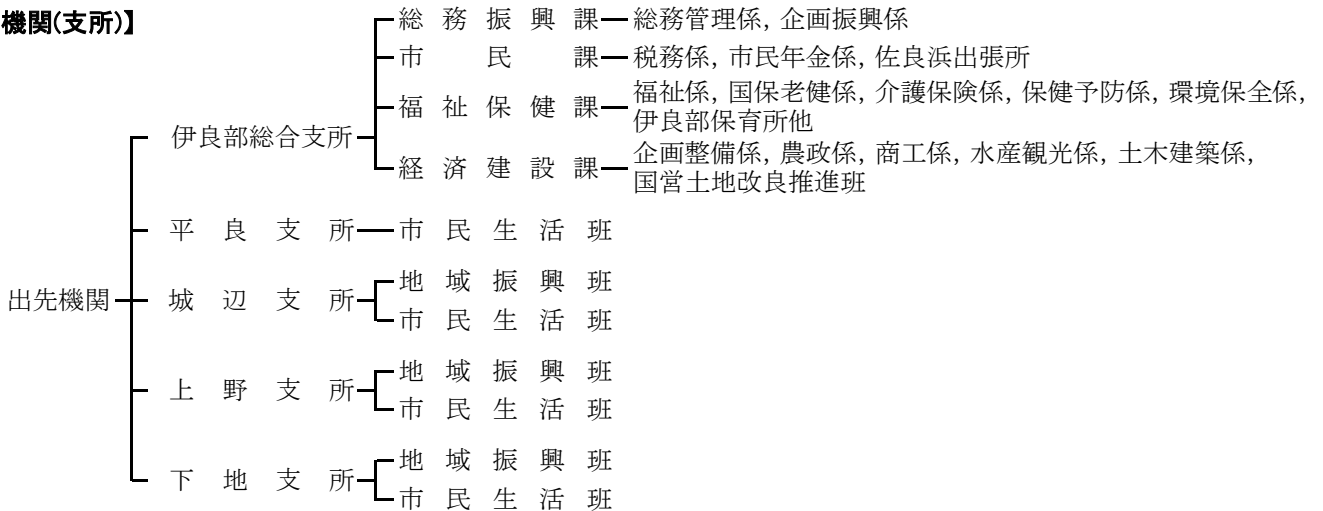 機関(支所)】
総務振興課 総務管理係, 企画振興係
市民課 税務係, 市民年金係, 佐良浜出張所
福祉保健課 福祉係, 国保老健係, 介護保険係, 保健予防係, 環境保全係,
伊良部保育所他
伊良部総合支所
経済建設課 企画整備係, 農政係, 商工係, 水産観光係, 土木建築係,
国営土地改良推進班
平良支所 市民生活班
出先機関
城辺支所
地域振興班
市民生活班
上野支所
地域振興班
市民生活班
下地支所
地域振興班
市民生活班